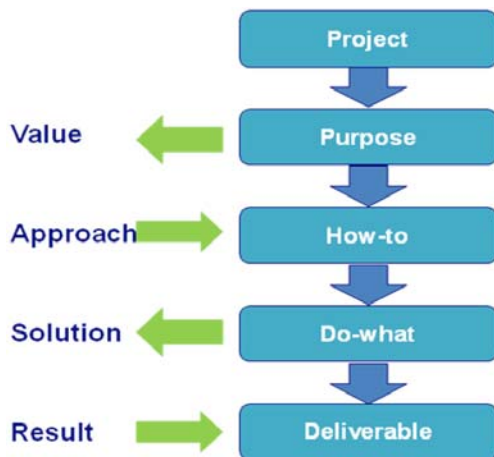 Project
Value
Purpose
Approach
How-to
Solution
Do-what
Result
Deliverable